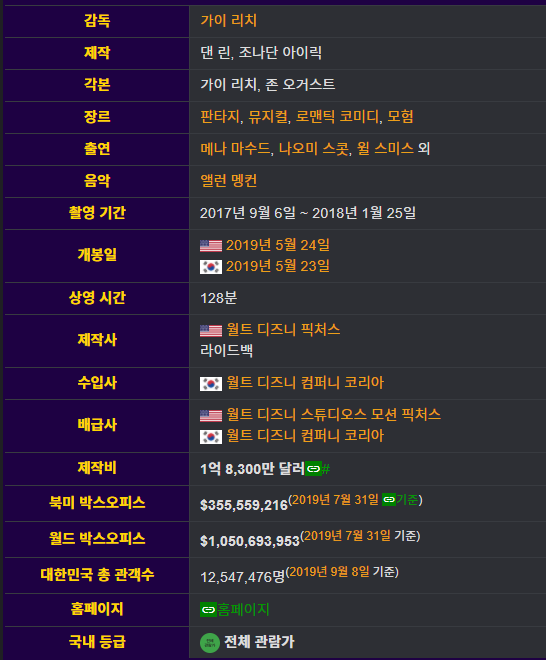 감독 가이 리치
제작 댄 린, 조나단 아이릭
각본 가이 리치, 존 오거스트
장르 판타지, 뮤지컬, 로맨틱 코미디, 모험
출연 메나 마수드, 나오미 스콧, 윌 스미스 외
음악 앨런 멩컨
촬영 기간 2017년 9월 6일 ~ 2018년 1월 25일
개봉일 2019년 5월 24일
2019년 5월 23일
상영 시간 128분
제작사 월트 디즈니 픽처스
라이드백
수입사 월트 디즈니 컴퍼니 코리아
배급사 월트 디즈니 스튜디오스 모션 픽처스
월트 디즈니 컴퍼니 코리아
제작비 1억 8,300만 달러#
북미 박스오피스 $355,559,216(2019년 7월 31일 기준)
월드 박스오피스 $1,050,693,953(2019년 7월 31일 기준)
대한민국 총 관객수 12,547,476명(2019년 9월 8일 기준)
홈페이지 홈페이지
국내 등급 전체 관람가